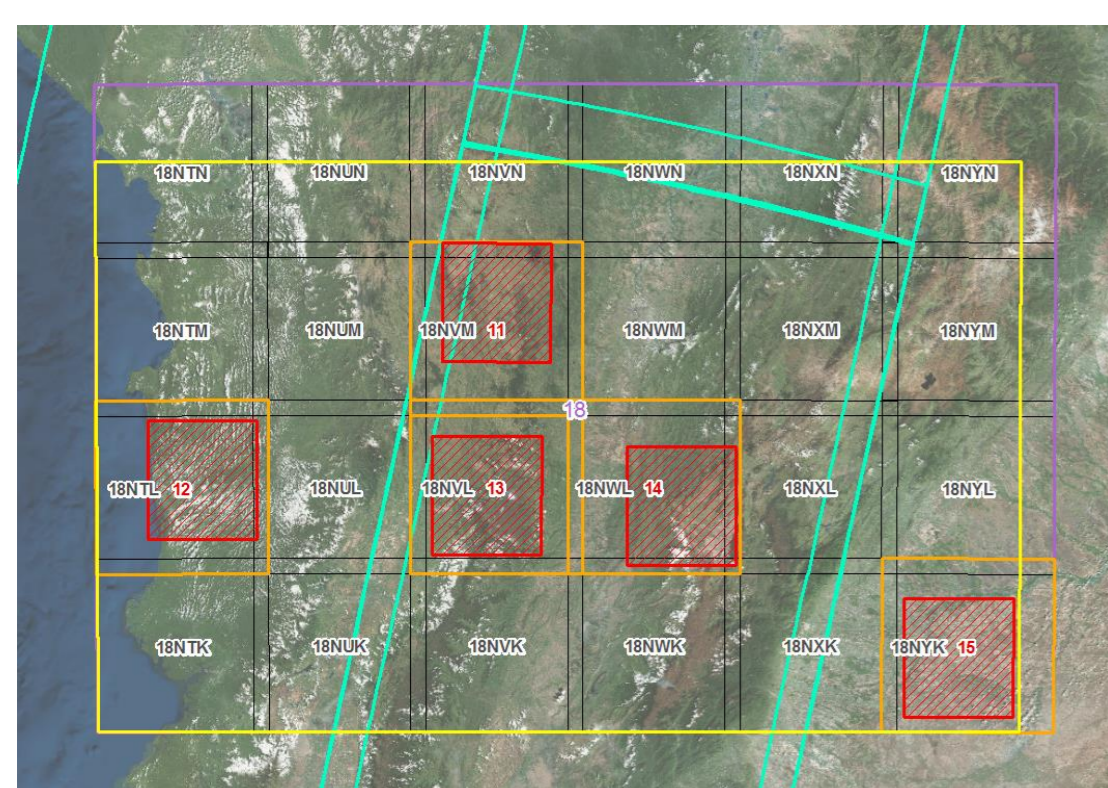 18NTN 18NUN 18NVN 18NWN 18NXN 18NYN
18NTM 18NUM 18NVM 11 18NWM 18NXM 18NYM
18
18NTL 12 18NUL 18NVL 13 18NWL 14 18NXL 18NYL
18NTK 18NUK 18NVK 18NWK 18NXK 18NYK 15